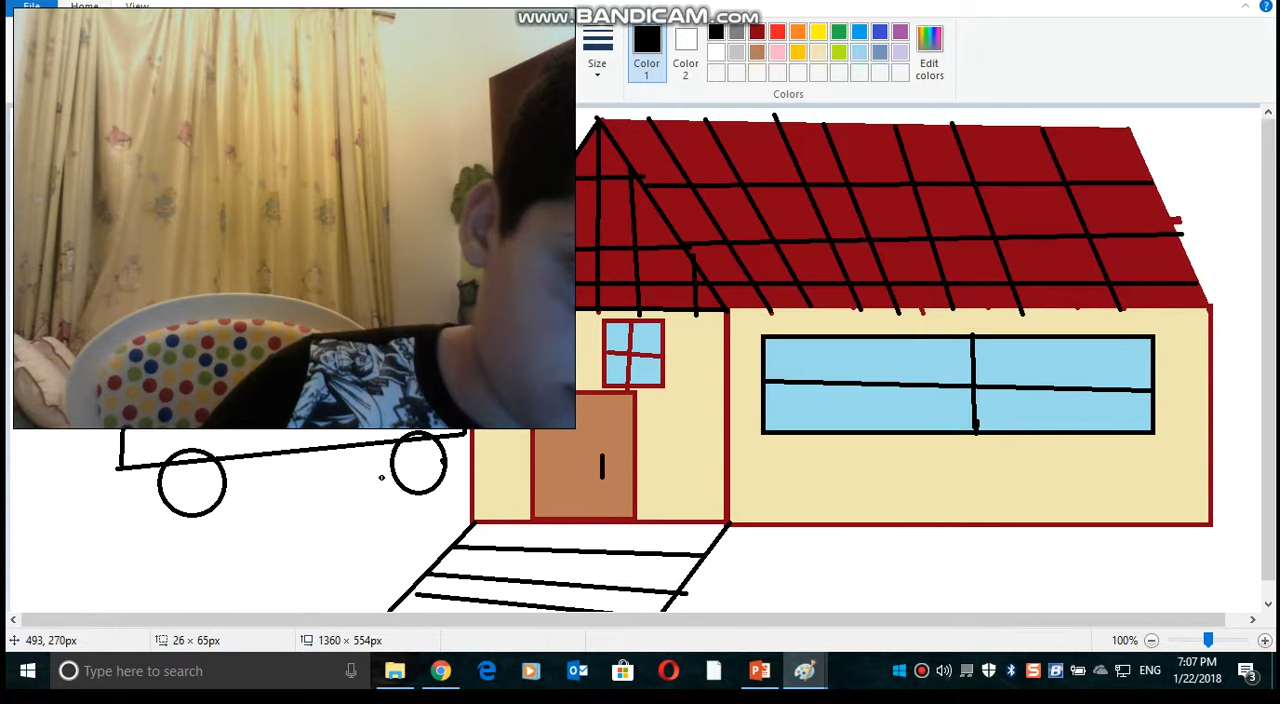 File
Home
View
www.BANDICAM.com
Size
Color
1
Color
2
Edit
colors
Colors
493, 270px
26 × 65px
1360 × 554px
100%
Type here to search
ENG
7:07 PM
1/22/2018
3